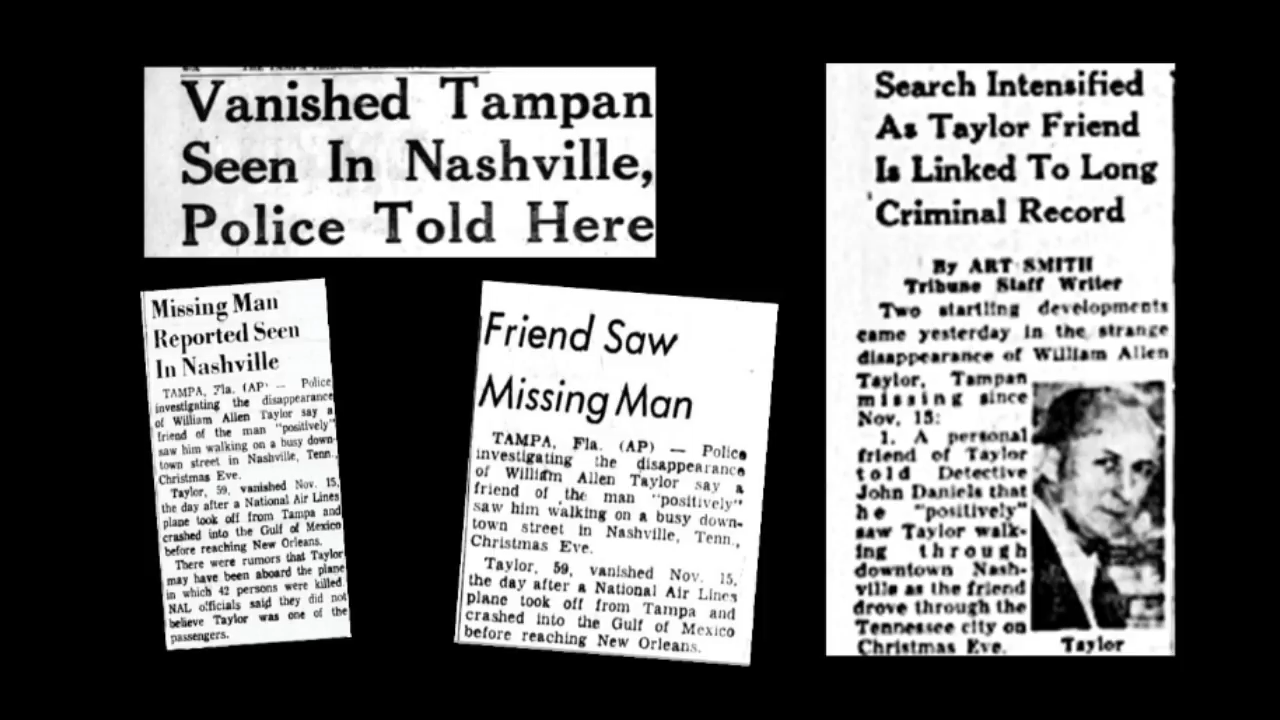 Vanished Tampan
Seen In Nashville,
Police Told Here
Missing Man
Reported Seen
In Nashville
TAMPA, Fla. (AP) — Police
investigating the disappearance
of William Allen Taylor say a
friend of the man "positively"
saw him walking on a busy down-
town street in Nashville, Tenn.,
Christmas Eve.
Taylor, 59, vanished Nov. 15,
the day after a National Air Lines
plane took off from Tampa and
crashed into the Gulf of Mexico
before reaching New Orleans.
There were rumors that Taylor
may have been aboard the plane
in which 42 persons were killed.
NAL officials said they did not
believe Taylor was one of the
passengers.
Friend Saw
Missing Man
TAMPA, Fla. (AP) — Police
investigating the disappearance
of William Allen Taylor say a
friend of the man "positively"
saw him walking on a busy down-
town street in Nashville, Tenn.,
Christmas Eve.
Taylor, 59, vanished Nov. 15,
the day after a National Air Lines
plane took off from Tampa and
crashed into the Gulf of Mexico
before reaching New Orleans.
Search Intensified
As Taylor Friend
Is Linked To Long
Criminal Record
By ART SMITH
Tribune Staff Writer
Two startling developments
came yesterday in the strange
disappearance of William Allen
Taylor, Tampan
missing since
Nov. 15:
1. A personal
friend of Taylor
told Detective
John Daniels that
he "positively"
saw Taylor walk-
ing through
downtown Nash-
ville as the friend
drove through the
Tennessee city on
Christmas Eve.
Taylor